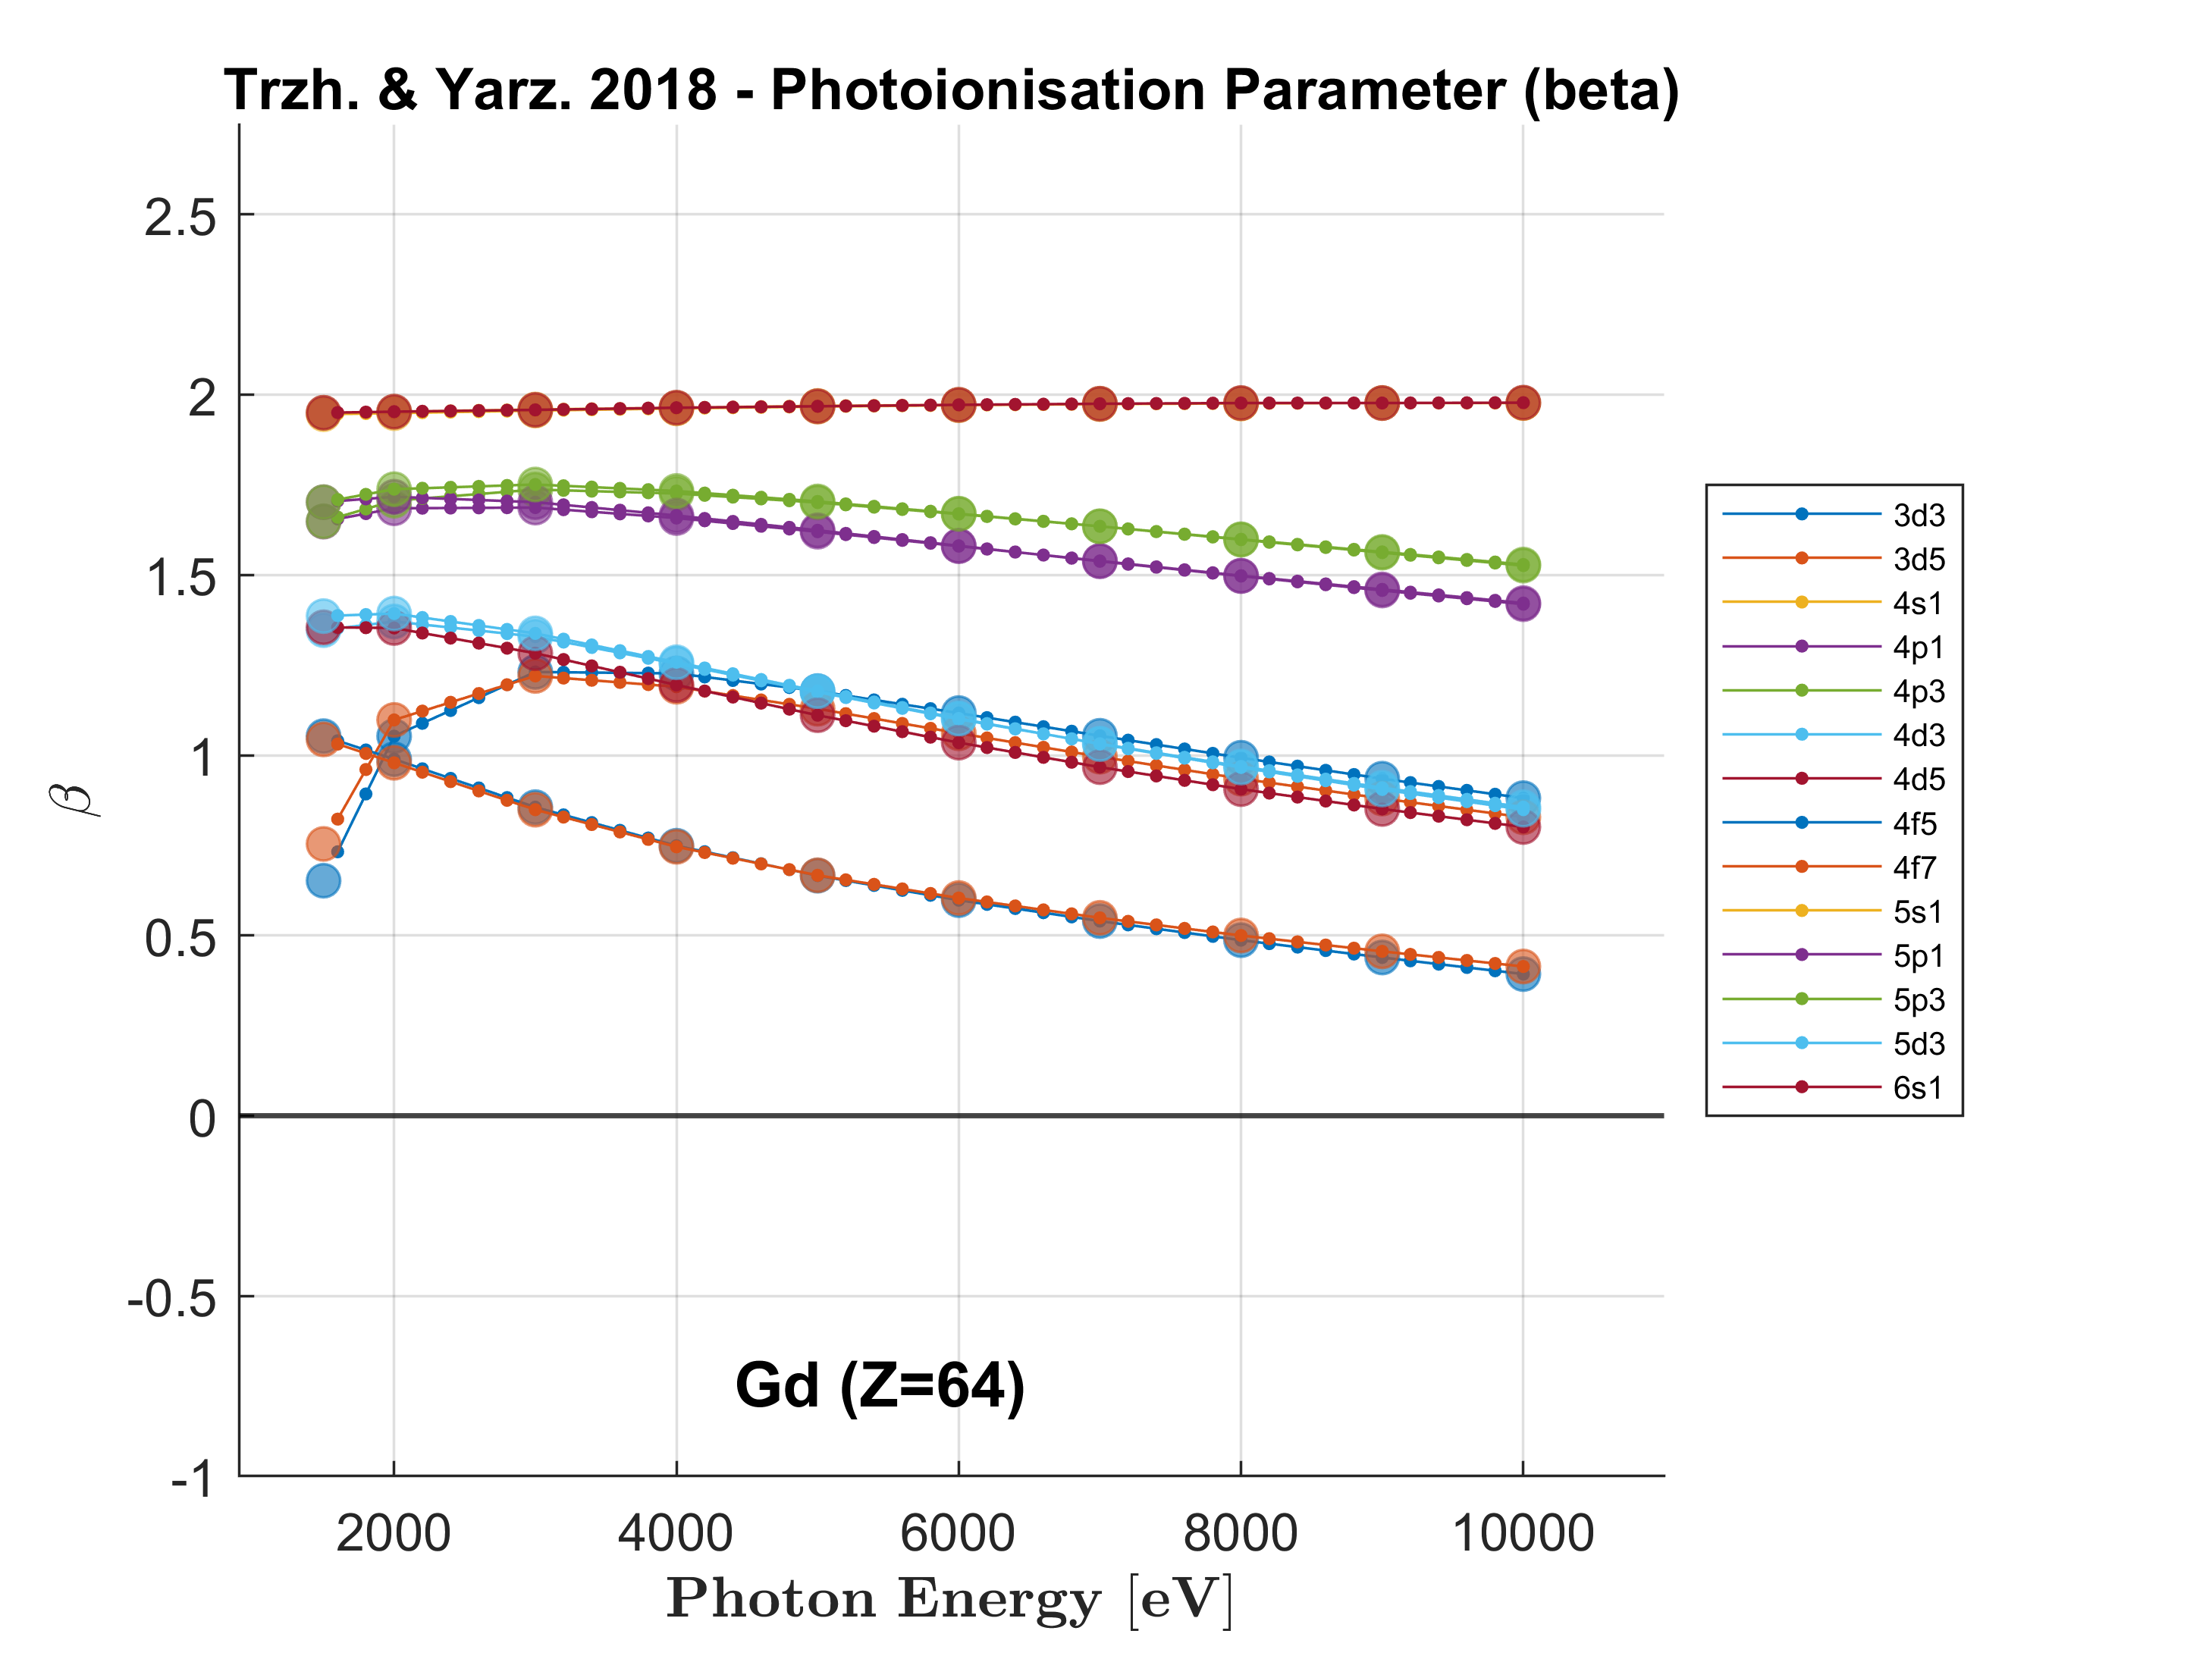 Trzh. & Yarz. 2018 - Photoionisation Parameter (beta)
2.5
2
1.5
1
0.5
0
-0.5
-1
β
2000 4000 6000 8000 10000
Photon Energy [eV]
Gd (Z=64)
3d3
3d5
4s1
4p1
4p3
4d3
4d5
4f5
4f7
5s1
5p1
5p3
5d3
6s1